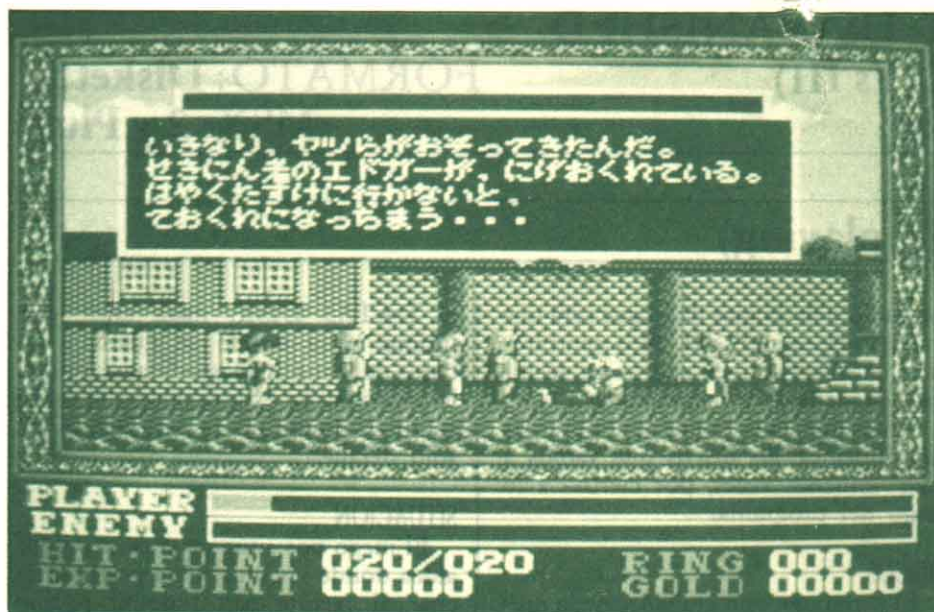 いきなり、ヤツらがおそってきたんだ。
せきにん者のエドガーが、にげおくれている。
はやくたすけに行かないと、
ておくれになっちまう・・・
PLAYER
ENEMY
HIT・POINT 020/020 RING 000
EXP・POINT 00000 GOLD 00000